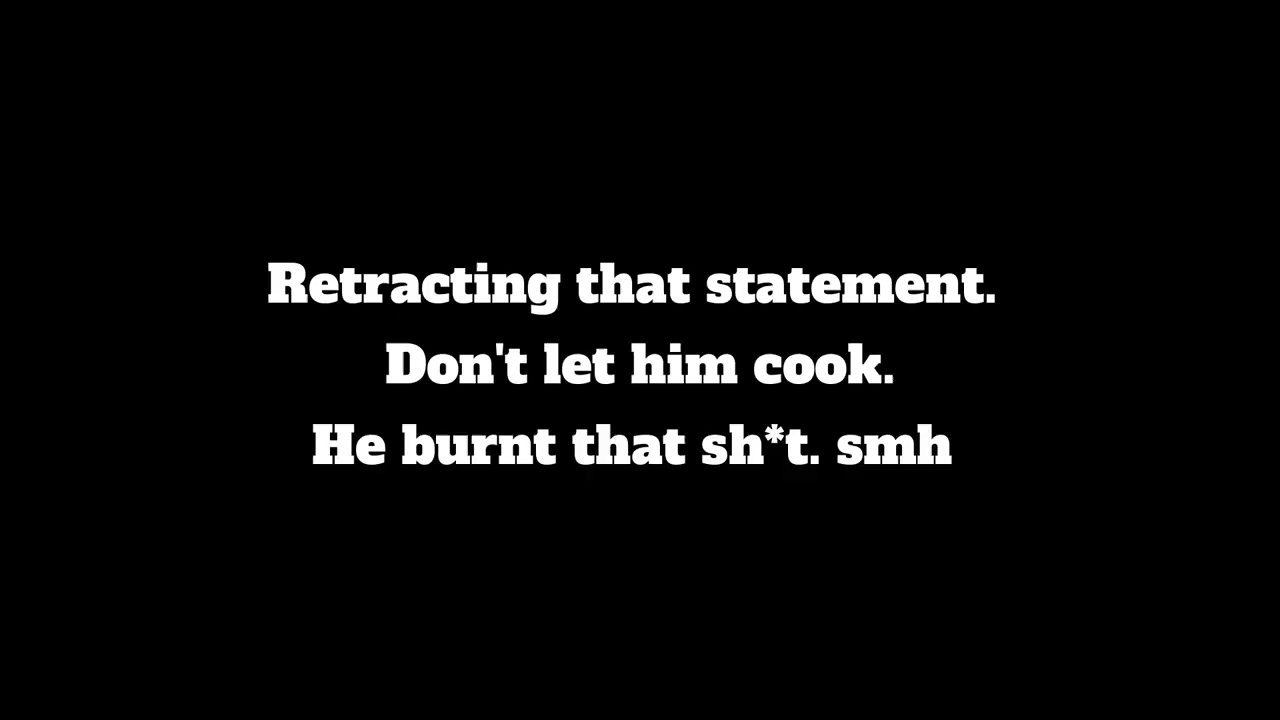 Retracting that statement.
Don't let him cook.
He burnt that sh*t. smh